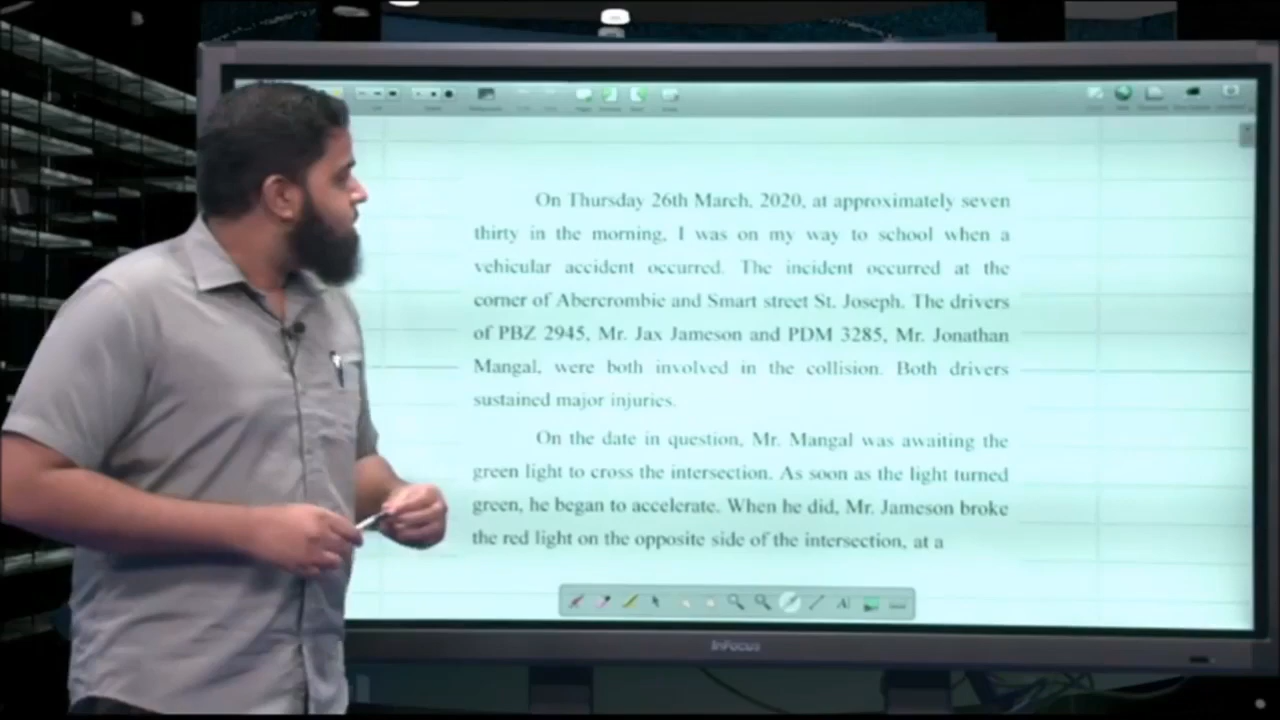 On Thursday 26th March, 2020, at approximately seven
thirty in the morning, I was on my way to school when a
vehicular accident occurred. The incident occurred at the
corner of Abercrombie and Smart street St. Joseph. The drivers
of PBZ 2945, Mr. Jax Jameson and PDM 3285, Mr. Jonathan
Mangal, were both involved in the collision. Both drivers
sustained major injuries.
On the date in question, Mr. Mangal was awaiting the
green light to cross the intersection. As soon as the light turned
green, he began to accelerate. When he did, Mr. Jameson broke
the red light on the opposite side of the intersection, at a
InFocus